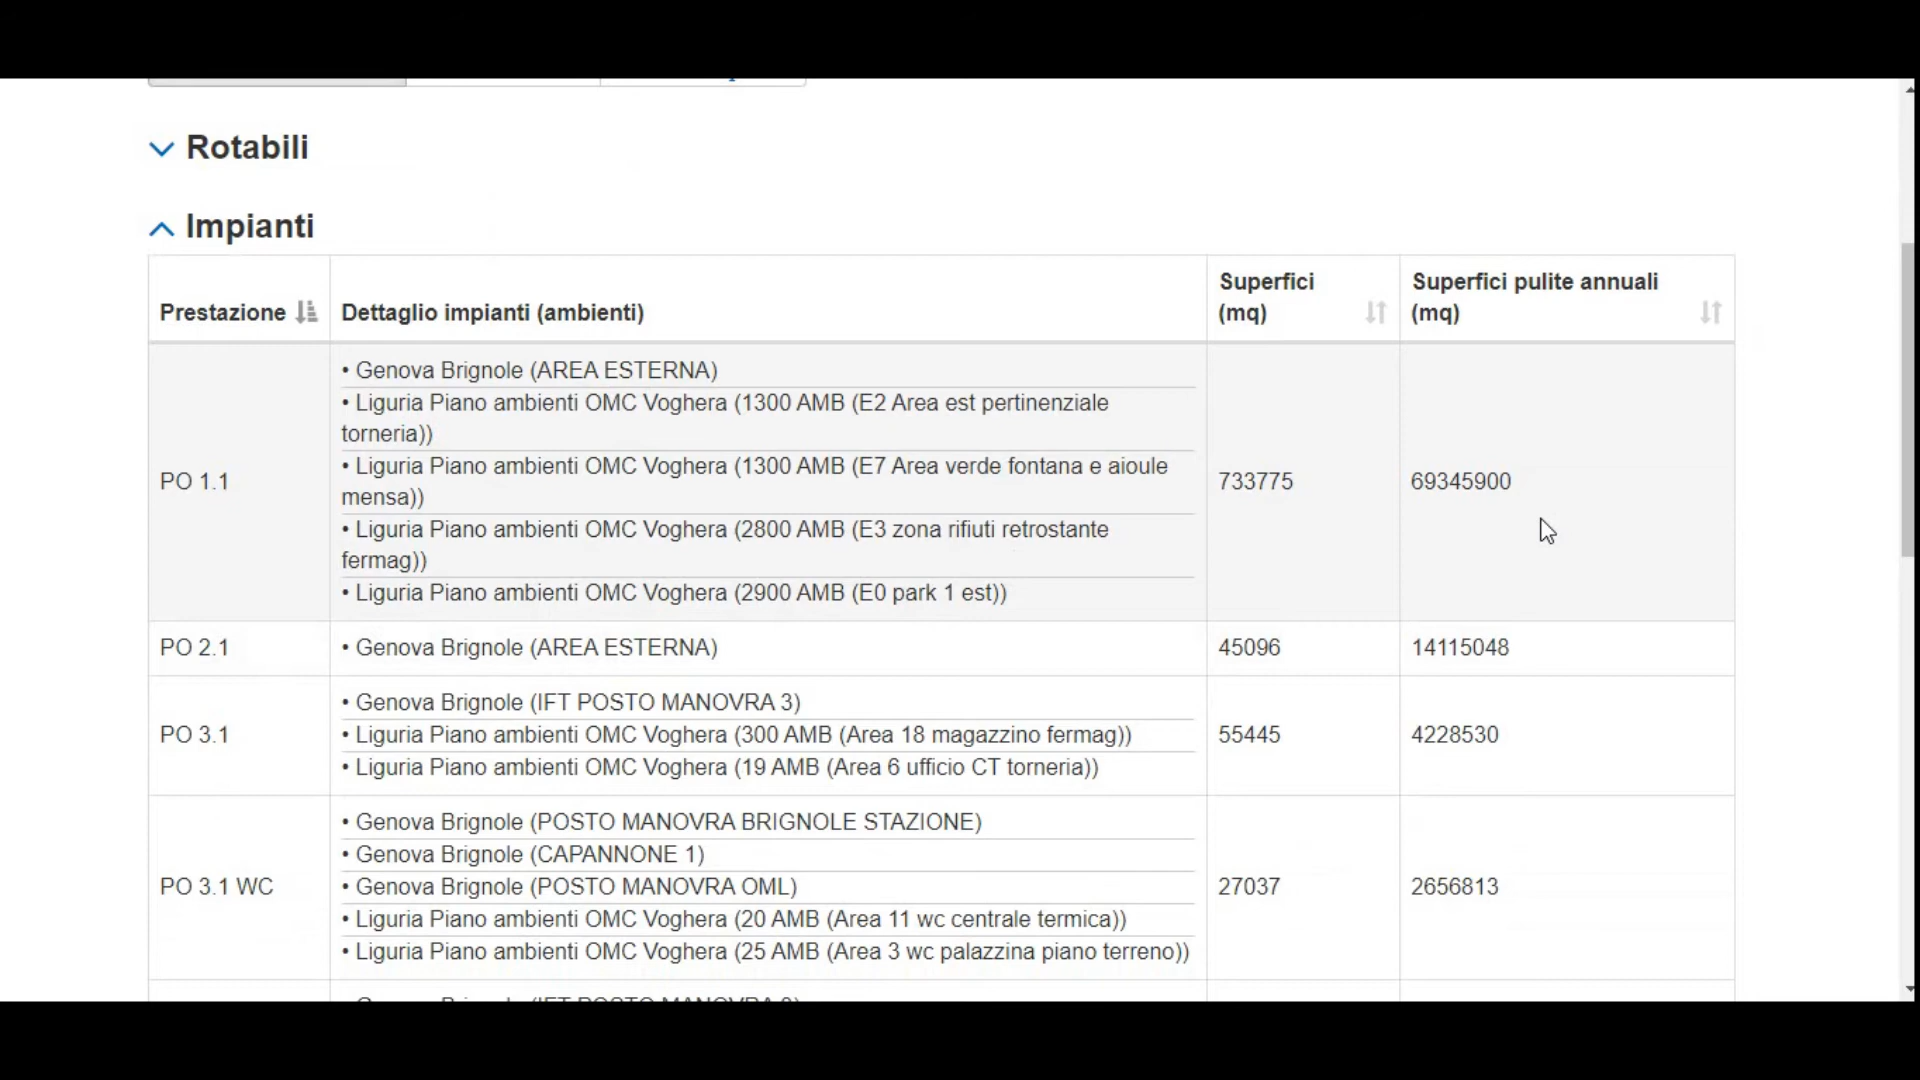 Rotabili
Impianti
Prestazione
Dettaglio impianti (ambienti)
Superfici
(mq)
Superfici pulite annuali
(mq)
PO 1.1
• Genova Brignole (AREA ESTERNA)
• Liguria Piano ambienti OMC Voghera (1300 AMB (E2 Area est pertinenziale
torneria))
• Liguria Piano ambienti OMC Voghera (1300 AMB (E7 Area verde fontana e aioule
mensa))
• Liguria Piano ambienti OMC Voghera (2800 AMB (E3 zona rifiuti retrostante
fermag))
• Liguria Piano ambienti OMC Voghera (2900 AMB (E0 park 1 est))
733775
69345900
PO 2.1
• Genova Brignole (AREA ESTERNA)
45096
14115048
PO 3.1
• Genova Brignole (IFT POSTO MANOVRA 3)
• Liguria Piano ambienti OMC Voghera (300 AMB (Area 18 magazzino fermag))
• Liguria Piano ambienti OMC Voghera (19 AMB (Area 6 ufficio CT torneria))
55445
4228530
PO 3.1 WC
• Genova Brignole (POSTO MANOVRA BRIGNOLE STAZIONE)
• Genova Brignole (CAPANNONE 1)
• Genova Brignole (POSTO MANOVRA OML)
• Liguria Piano ambienti OMC Voghera (20 AMB (Area 11 wc centrale termica))
• Liguria Piano ambienti OMC Voghera (25 AMB (Area 3 wc palazzina piano terreno))
27037
2656813